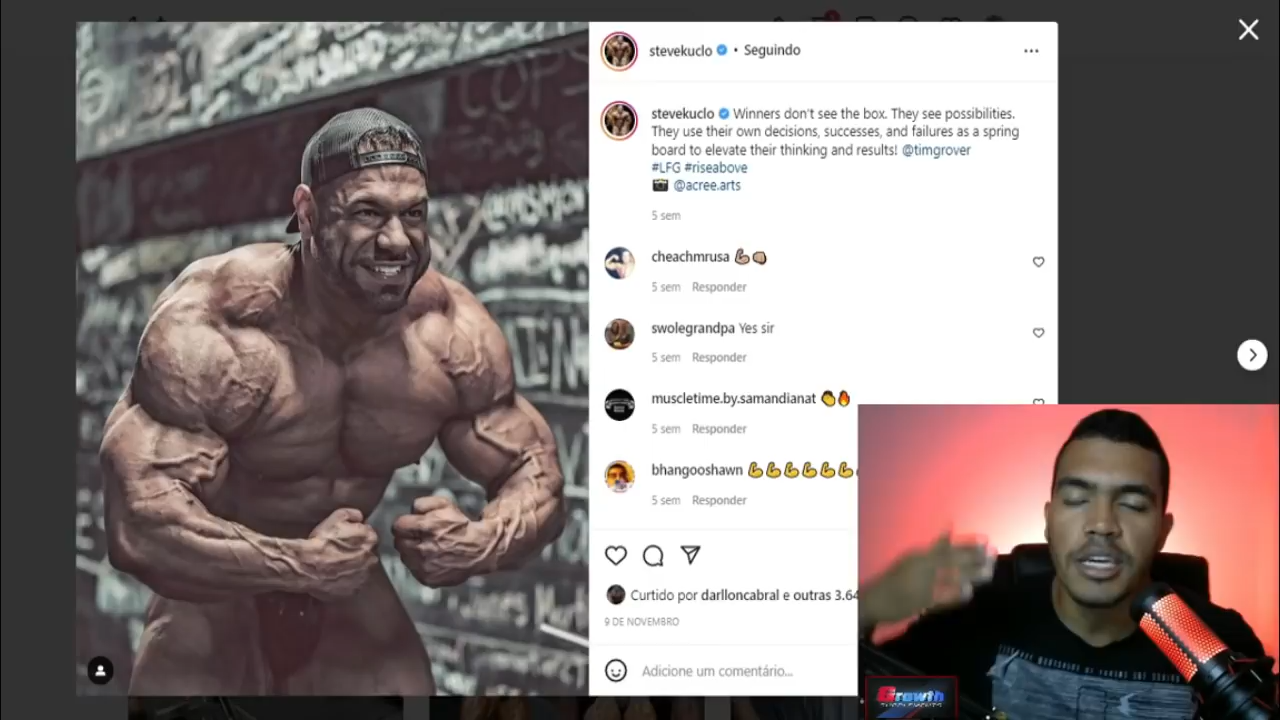 stevekuclo • Seguindo
stevekuclo Winners don't see the box. They see possibilities.
They use their own decisions, successes, and failures as a spring
board to elevate their thinking and results! @timgrover
#LFG #riseabove
📸 @acree.arts
5 sem
cheachmrusa 💪🏼👊🏼
5 sem Responder
swolegrandpa Yes sir
5 sem Responder
muscletime.by.samandianat 👏🔥
5 sem Responder
bhangooshawn 💪💪💪💪💪💪
5 sem Responder
Curtido por darlloncabral e outras 3.64
9 DE NOVEMBRO
Adicione um comentário...
Growth